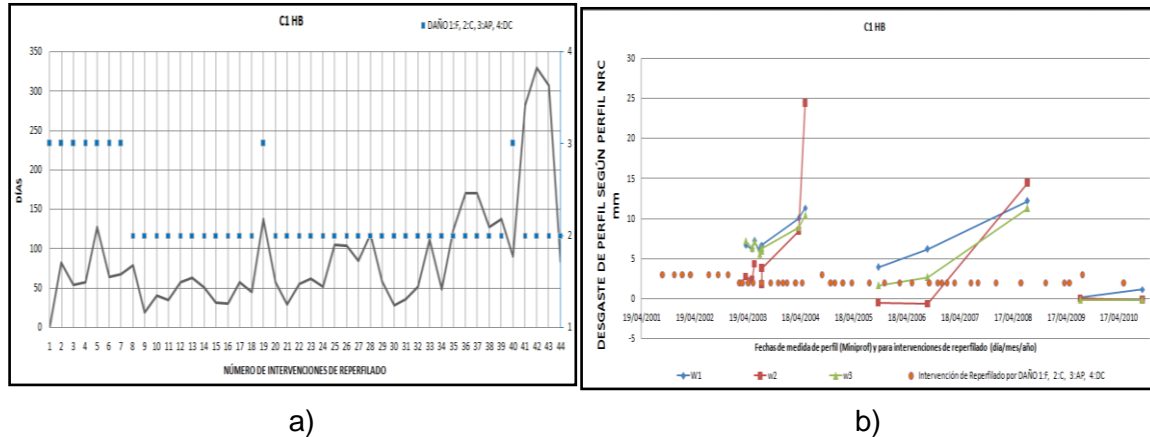 C1 HB
DAÑO 1:F, 2:C, 3:AP, 4:DC
DÍAS
350
300
250
200
150
100
50
0
4
3
2
1
1 2 3 4 5 6 7 8 9 10 11 12 13 14 15 16 17 18 19 20 21 22 23 24 25 26 27 28 29 30 31 32 33 34 35 36 37 38 39 40 41 42 43 44
NÚMERO DE INTERVENCIONES DE REPERFILADO
a)
C1 HB
DESGASTE DE PERFIL SEGÚN PERFIL NRC
mm
30
25
20
15
10
5
0
-5
19/04/2001 19/04/2002 19/04/2003 18/04/2004 18/04/2005 18/04/2006 18/04/2007 17/04/2008 17/04/2009 17/04/2010
Fechas de medida de perfil (Miniprof) y para intervenciones de reperfilado (día/mes/año)
W1 w2 w3 Intervención de Reperfilado por DAÑO 1:F, 2:C, 3:AP, 4:DC
b)